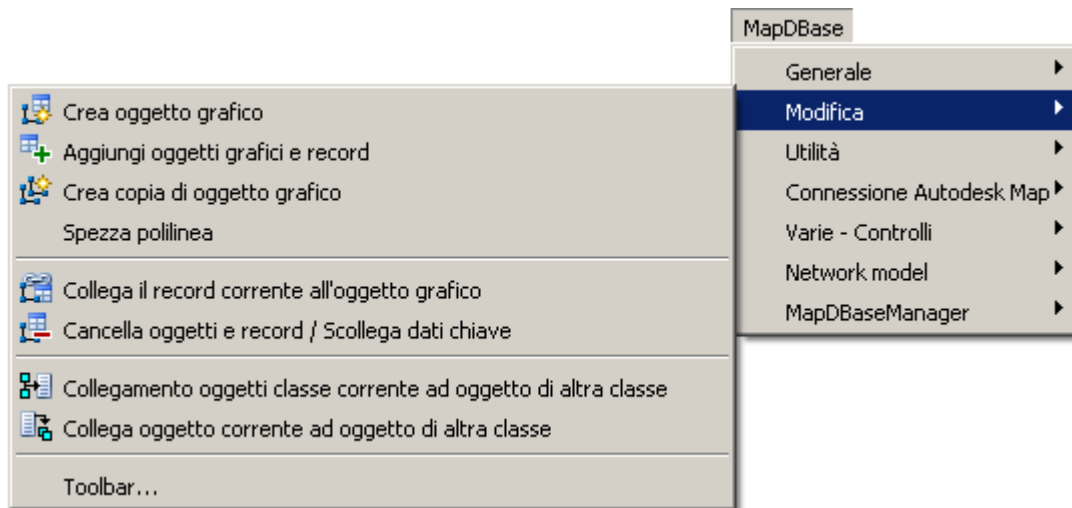 MapDBase
Generale
Modifica
Utilità
Connessione Autodesk Map
Varie - Controlli
Network model
MapDBaseManager
Crea oggetto grafico
Aggiungi oggetti grafici e record
Crea copia di oggetto grafico
Spezza polilinea
Collega il record corrente all'oggetto grafico
Cancella oggetti e record / Scollega dati chiave
Collegamento oggetti classe corrente ad oggetto di altra classe
Collega oggetto corrente ad oggetto di altra classe
Toolbar...